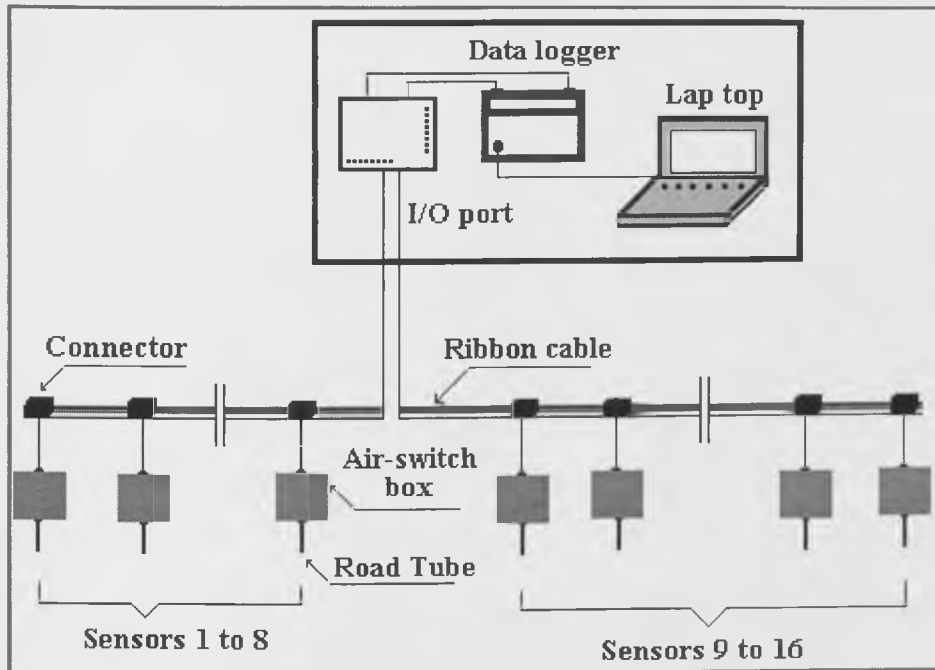 Data logger
Lap top
I/O port
Connector
Ribbon cable
Air-switch
box
Road Tube
Sensors 1 to 8
Sensors 9 to 16